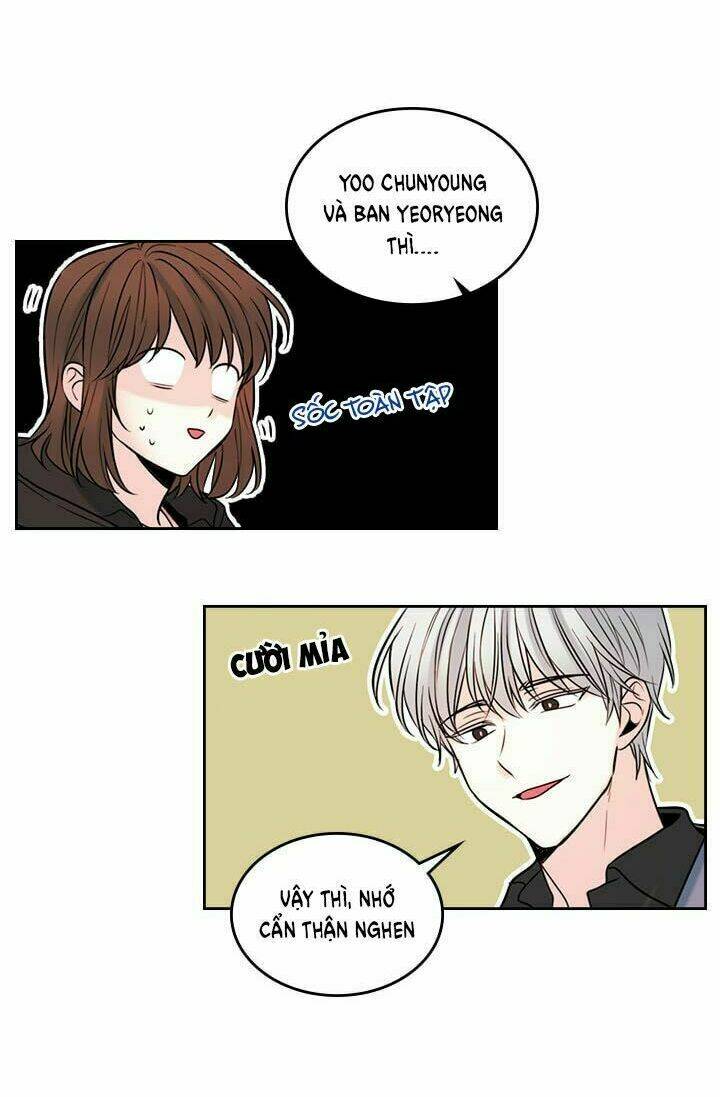 YOO CHUNYOUNG
VÀ BAN YEORYEONG
THÌ....
SỐC TOÀN TẬP
CƯỜI MỈA
VẬY THÌ, NHỚ
CẨN THẬN NGHEN